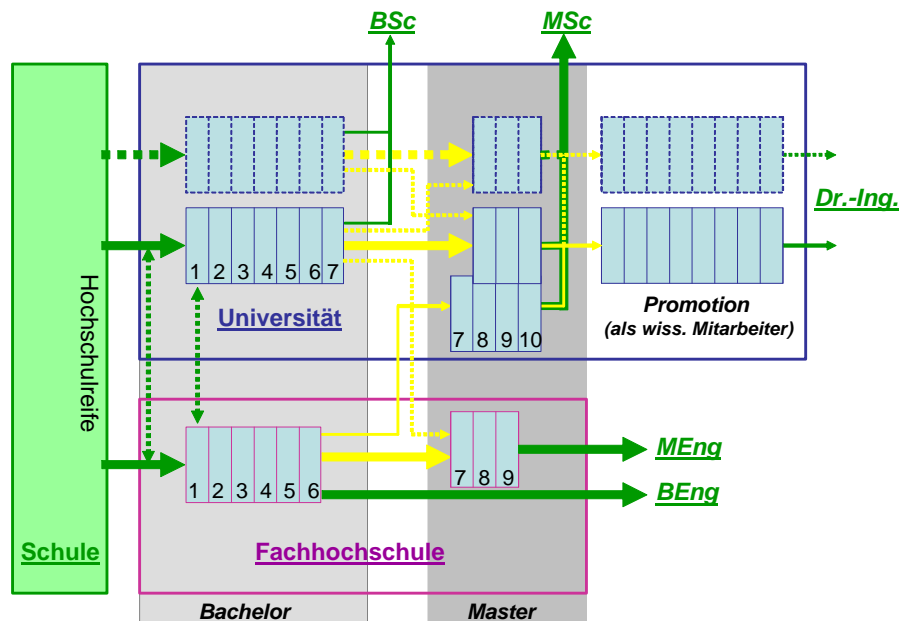 BSc
MSc
Dr.-Ing.
1 2 3 4 5 6 7
Hochschulreife
Universität
Promotion
(als wiss. Mitarbeiter)
7 8 9 10
1 2 3 4 5 6
7 8 9
MEng
BEng
Schule
Fachhochschule
Bachelor
Master